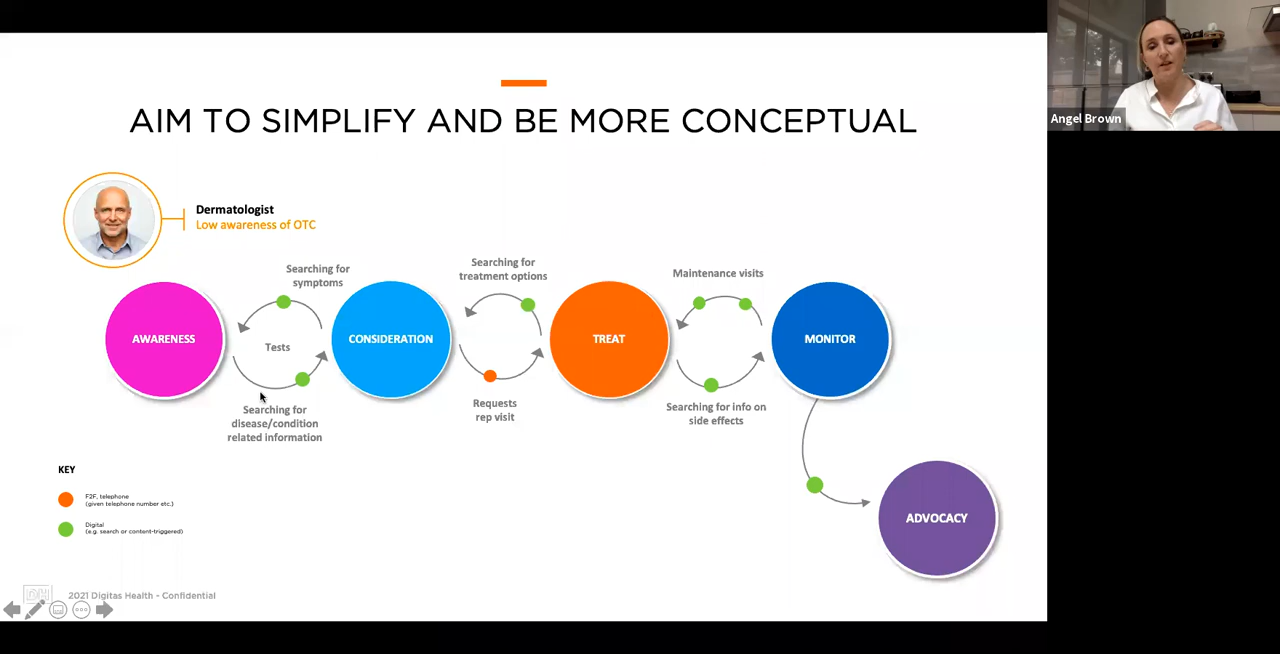 AIM TO SIMPLIFY AND BE MORE CONCEPTUAL
Angel Brown
Dermatologist
Low awareness of OTC
Searching for
symptoms
Searching for
treatment options
Maintenance visits
AWARENESS
Tests
CONSIDERATION
TREAT
MONITOR
Searching for
disease/condition
related information
Requests
rep visit
Searching for info on
side effects
KEY
F2F, telephone
(given telephone number etc.)
Digital
(e.g. search or content-triggered)
ADVOCACY
DH
2021 Digitas Health - Confidential